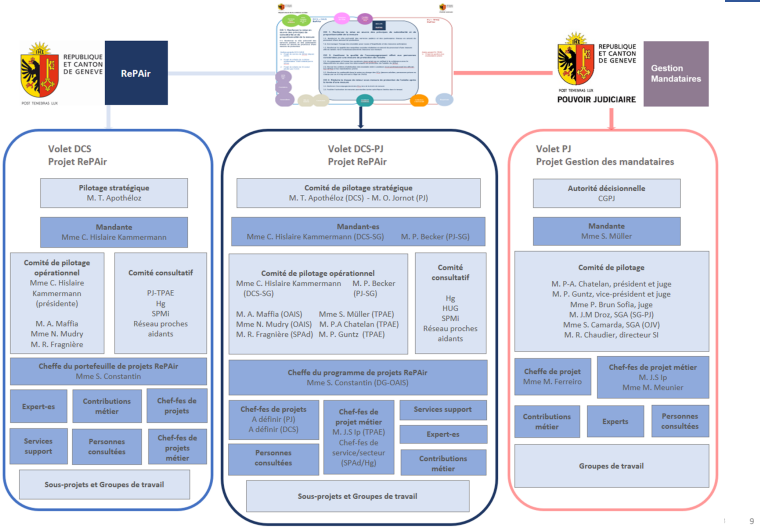 REPUBLIQUE
ET CANTON
DE GENEVE
POST TENEBRAS LUX
RePAir
REPUBLIQUE
ET CANTON
DE GENEVE
POST TENEBRAS LUX
POUVOIR JUDICIAIRE
Gestion
Mandataires
Volet DCS
Projet RePAir
Pilotage stratégique
M. T. Apothéloz
Mandante
Mme C. Hislaire Kammermann
Comité de pilotage
opérationnel
Mme C. Hislaire
Kammermann
(présidente)
M. A. Maffia
Mme N. Mudry
M. R. Fragnière
Comité consultatif
PJ-TPAE
Hg
SPMi
Réseau proches
aidants
Cheffe du portefeuille de projets RePAir
Mme S. Constantin
Expert-es
Contributions
métier
Chef-fes de
projets
Services
support
Personnes
consultées
Chef-fes de
projets
métier
Sous-projets et Groupes de travail
Volet DCS-PJ
Projet RePAir
Comité de pilotage stratégique
M. T. Apothéloz (DCS) - M. O. Jornot (PJ)
Mandant-es
Mme C. Hislaire Kammermann (DCS-SG) M. P. Becker (PJ-SG)
Comité de pilotage opérationnel
Mme C. Hislaire Kammermann M. P. Becker
(DCS-SG) (PJ-SG)
M. A. Maffia (OAIS) Mme S. Müller (TPAE)
Mme N. Mudry (OAIS) M. P.A Chatelan (TPAE)
M. R. Fragnière (SPAd) M. P. Guntz (TPAE)
Comité
consultatif
Hg
HUG
SPMi
Réseau proches
aidants
Cheffe du programme de projets RePAir
Mme S. Constantin (DG-OAIS)
Chef-fes de projets
A définir (PJ)
A définir (DCS)
Personnes
consultées
Chef-fes de
projet métier
M. J.S Ip (TPAE)
Chef-fes de
service/secteur
(SPAd/Hg)
Services support
Expert-es
Contributions
métier
Sous-projets et Groupes de travail
Volet PJ
Projet Gestion des mandataires
Autorité décisionnelle
CGPJ
Mandante
Mme S. Müller
Comité de pilotage
M. P-A. Chatelan, président et juge
M. P. Guntz, vice-président et juge
Mme P. Brun Sofia, juge
M. J.M Droz, SGA (SG-PJ)
Mme S. Camarda, SGA (OJV)
M. R. Chaudier, directeur SI
Cheffe de projet
Mme M. Ferreiro
Chef-fes de projet métier
M. J.S Ip
Mme M. Meunier
Contributions
métier
Experts
Personnes
consultées
Groupes de travail
9